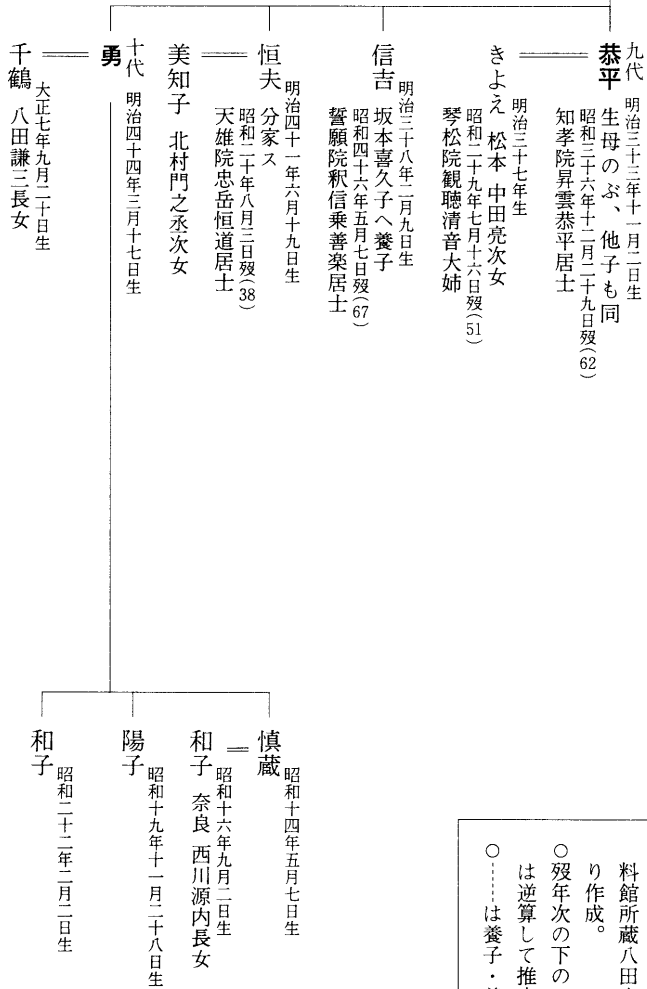 九代
恭平
明治三十三年十一月二日生
生母のぶ、他子も同
昭和三十六年十二月二十九日歿(62)
知孝院昇雲恭平居士
きよえ
明治三十七年生
松本 中田亮次女
昭和二十九年七月十六日歿(51)
琴松院観聴清音大姉
信吉
明治三十八年二月九日生
坂本喜久子へ養子
昭和四十六年五月七日歿(67)
誓願院釈信乗善楽居士
恒夫
明治四十一年六月十九日生
分家ス
昭和二十年八月三日歿(38)
天雄院忠岳恒道居士
美知子 北村門之丞次女
十代
勇
明治四十四年三月十七日生
千鶴
大正七年九月二十日生
八田謙三長女
慎蔵
昭和十四年五月七日生
和子
昭和十六年九月二日生
奈良 西川源内長女
陽子
昭和十九年十一月二十八日生
和子
昭和二十二年二月二日生
料館所蔵八田
り作成。
○歿年次の下の
は逆算して推
○……は養子・